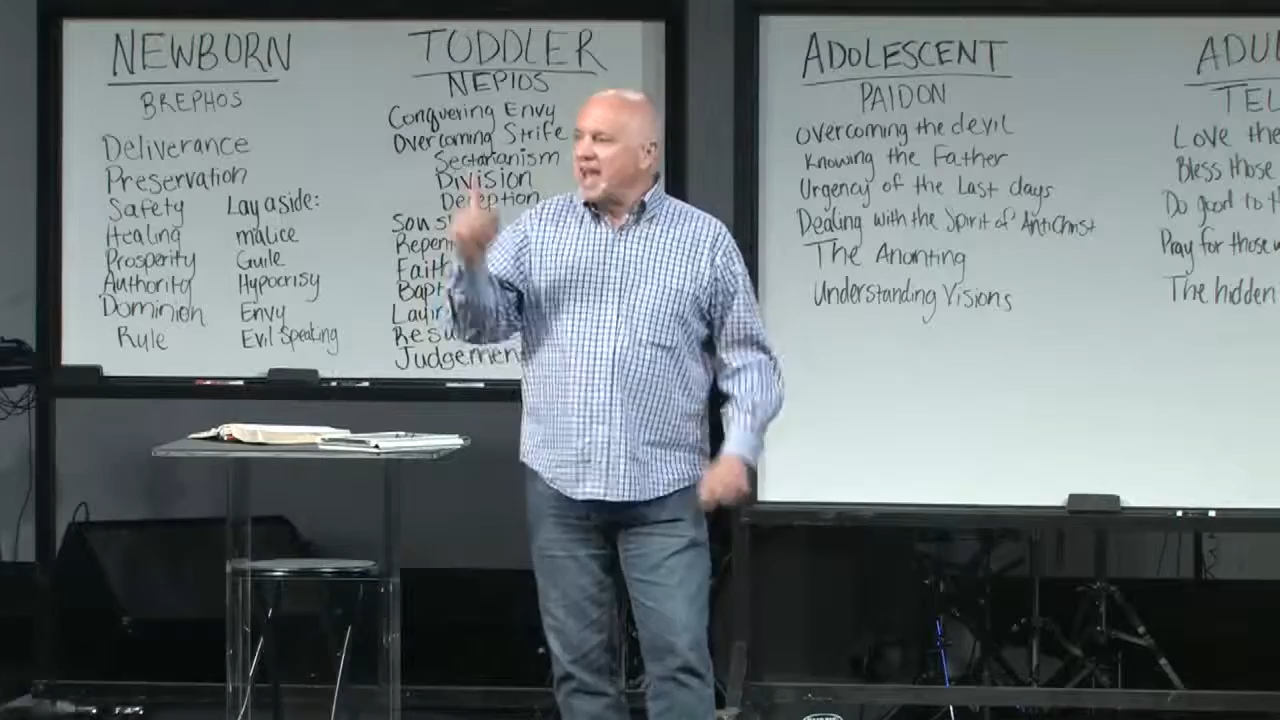 NEWBORN
BREPHOS
Deliverance
Preservation
Safety
Healing
Prosperity
Authority
Dominion
Rule
Lay aside:
malice
Guile
Hypocrisy
Envy
Evil Speaking
TODDLER
NEPIOS
Conquering Envy
Overcoming Strife
Sectarianism
Division
Deception
Faith
Judgement
ADOLESCENT
PAIDON
overcoming the devil
Knowing the Father
Urgency of the Last days
Dealing with the Spirit of AntiChrist
The Anointing
Understanding Visions
Love the
Bless those
Do good to
Pray for those
The hidden